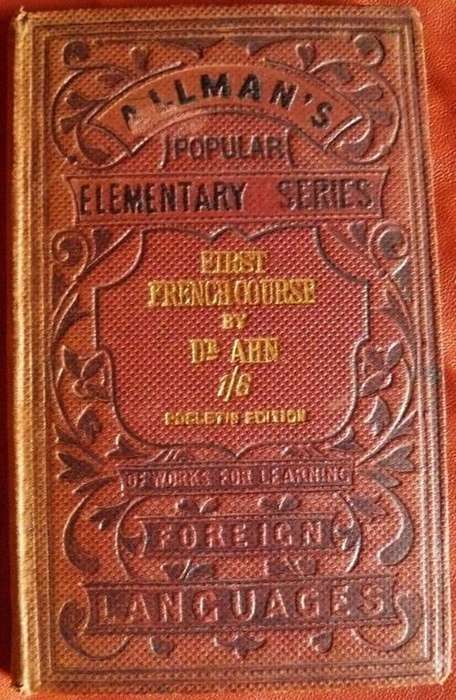 ALLMAN'S
POPULAR
ELEMENTARY SERIES
FIRST
FRENCH COURSE
BY
DR AHN
1/6
EDITION
OF WORKS FOR LEARNING
FOREIGN
LANGUAGES